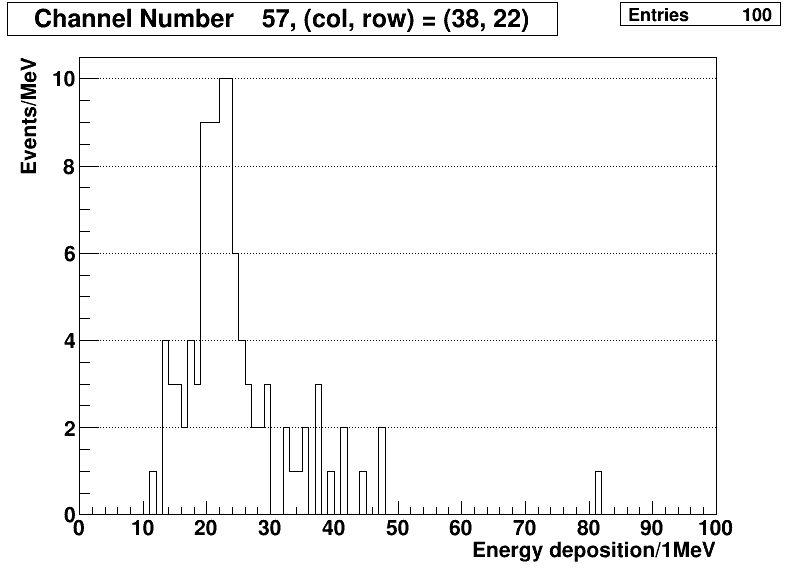 Channel Number 57, (col, row) = (38, 22)
Entries 100
Events/MeV
10
8
6
4
2
0
0 10 20 30 40 50 60 70 80 90 100
Energy deposition/1MeV